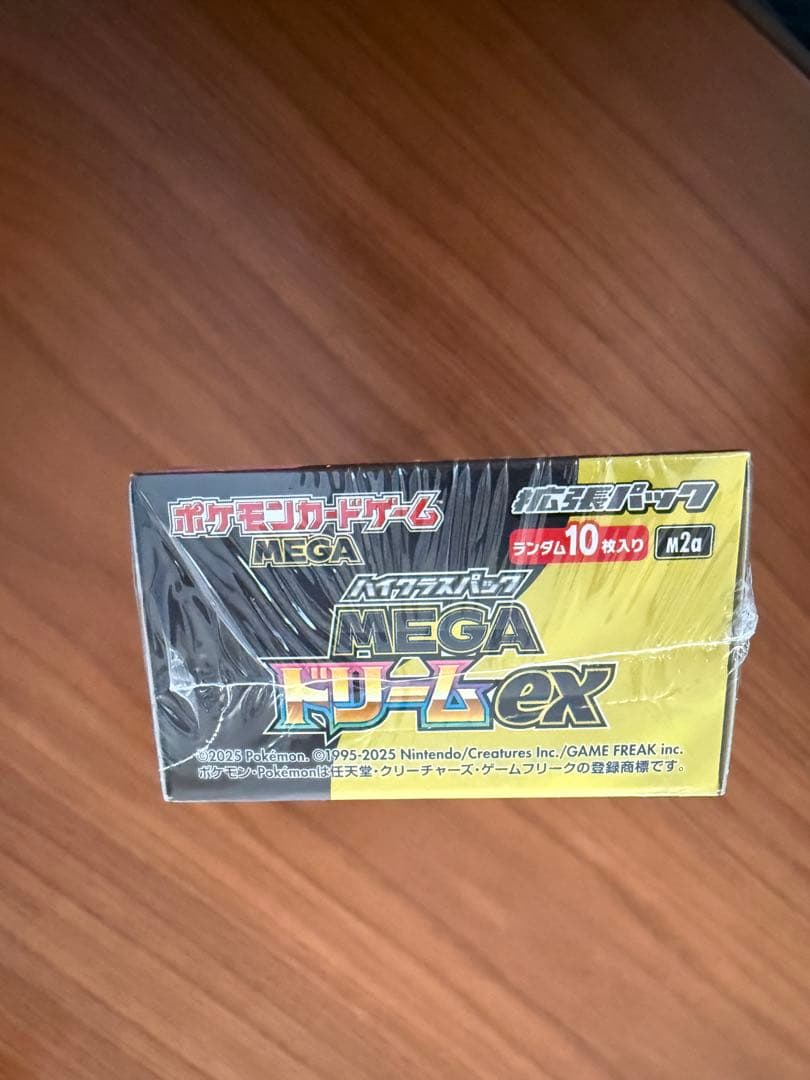 ポケモンカードゲーム
MEGA
拡張パック
ランダム10枚入り M2a
ハイクラスパック
MEGA
ドリームex
©2025 Pokémon. ©1995-2025 Nintendo/Creatures Inc./GAME FREAK inc.
ポケモン・Pokémonは任天堂・クリーチャーズ・ゲームフリークの登録商標です。